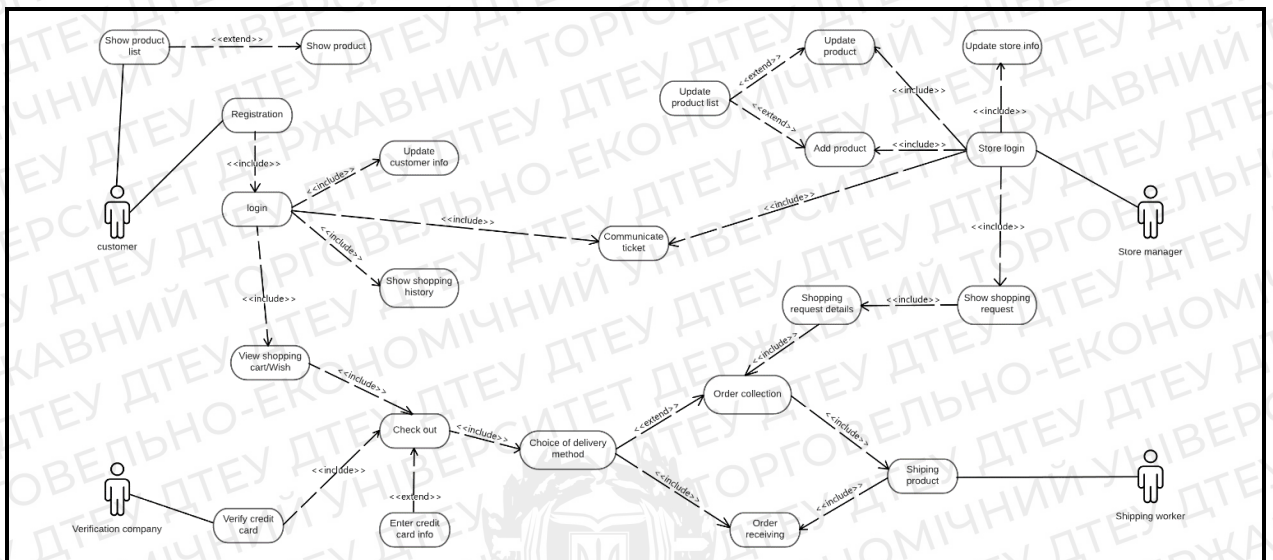 Show product
list
<<extend>>
Show product
Update
product
Update store info
<<extend>>
Update
product list
<<include>>
<<include>>
Registration
<<extend>>
<<include>>
Update
customer info
Add product
<<include>>
Store login
<<include>>
login
<<include>>
<<include>>
<<include>>
Communicate
ticket
<<include>>
<<include>>
customer
Store manager
Show shopping
history
<<include>>
Shopping
request details
<<include>>
Show shopping
request
View shopping
cart/Wish
<<include>>
<<include>>
Order collection
Check out
<<include>>
<<extend>>
<<include>>
Choice of delivery
method
<<include>>
<<include>>
Shiping
product
<<extend>>
<<include>>
Verification company
Verify credit
card
Enter credit
card info
Order
receiving
Shipping worker